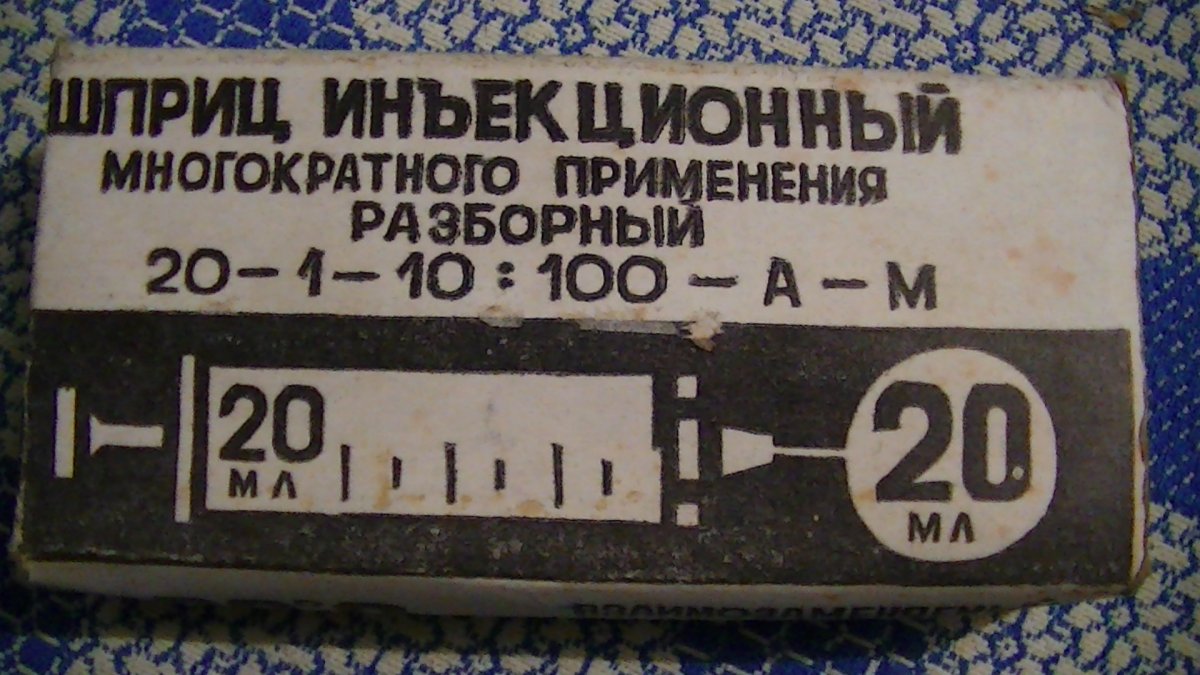 ШПРИЦ ИНЪЕКЦИОННЫЙ
МНОГОКРАТНОГО ПРИМЕНЕНИЯ
РАЗБОРНЫЙ
20-1-10:100-А-М
20
МЛ
20
МЛ